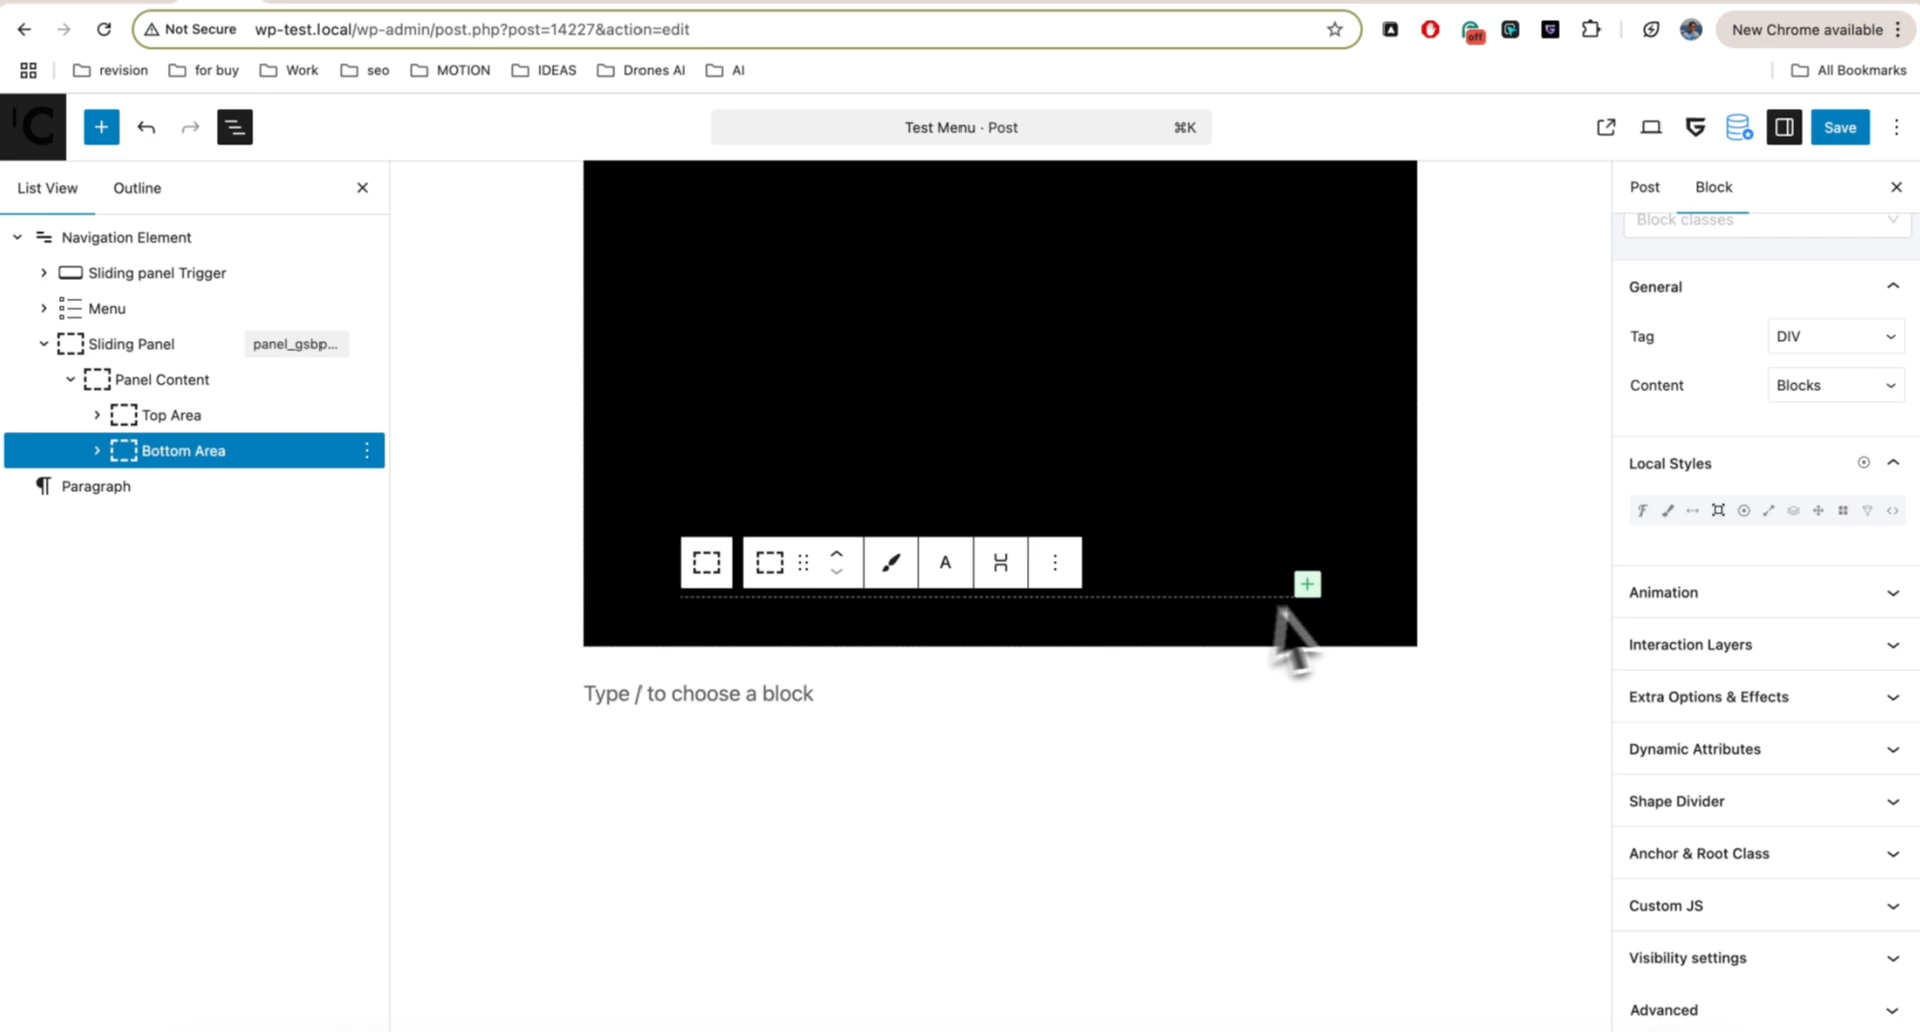 Not Secure wp-test.local/wp-admin/post.php?post=14227&action=edit off New Chrome available
revision for buy Work seo MOTION IDEAS Drones AI AI All Bookmarks
Test Menu · Post ⌘K Save
List View Outline
Post Block
Block classes
Navigation Element
Sliding panel Trigger
Menu
Sliding Panel panel_gsbp...
Panel Content
Top Area
Bottom Area
Paragraph
General
Tag DIV
Content Blocks
Local Styles
A
Type / to choose a block
Animation
Interaction Layers
Extra Options & Effects
Dynamic Attributes
Shape Divider
Anchor & Root Class
Custom JS
Visibility settings
Advanced